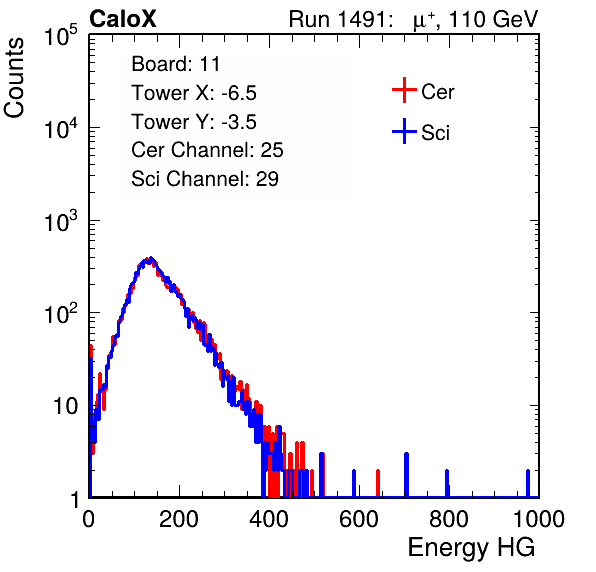 CaloX Run 1491: μ⁺, 110 GeV
Counts
Board: 11
Tower X: -6.5
Tower Y: -3.5
Cer Channel: 25
Sci Channel: 29
Cer
Sci
10⁵
10⁴
10³
10²
10
1
0 200 400 600 800 1000
Energy HG